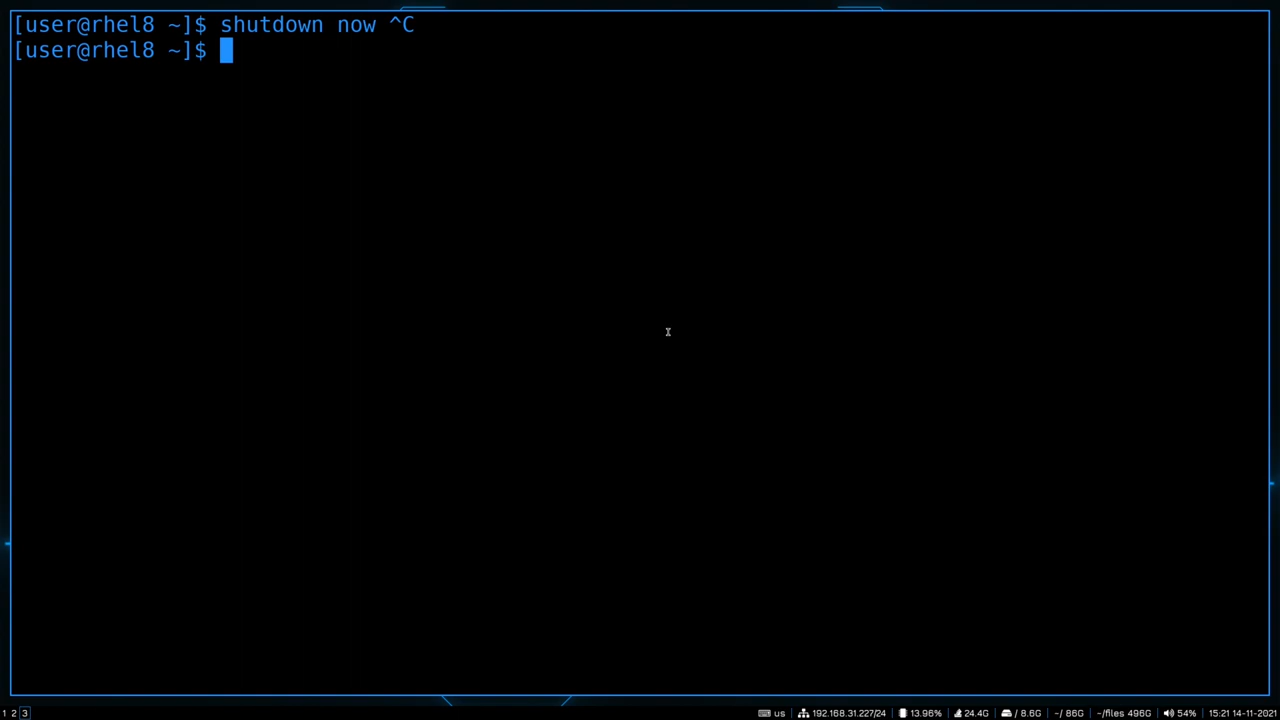 [user@rhel8 ~]$ shutdown now ^C
[user@rhel8 ~]$
1 2 3 us 192.168.31.227/24 13.96% 24.4G / 8.6G ~/ 86G ~/files 496G 54% 15:21 14-11-2021